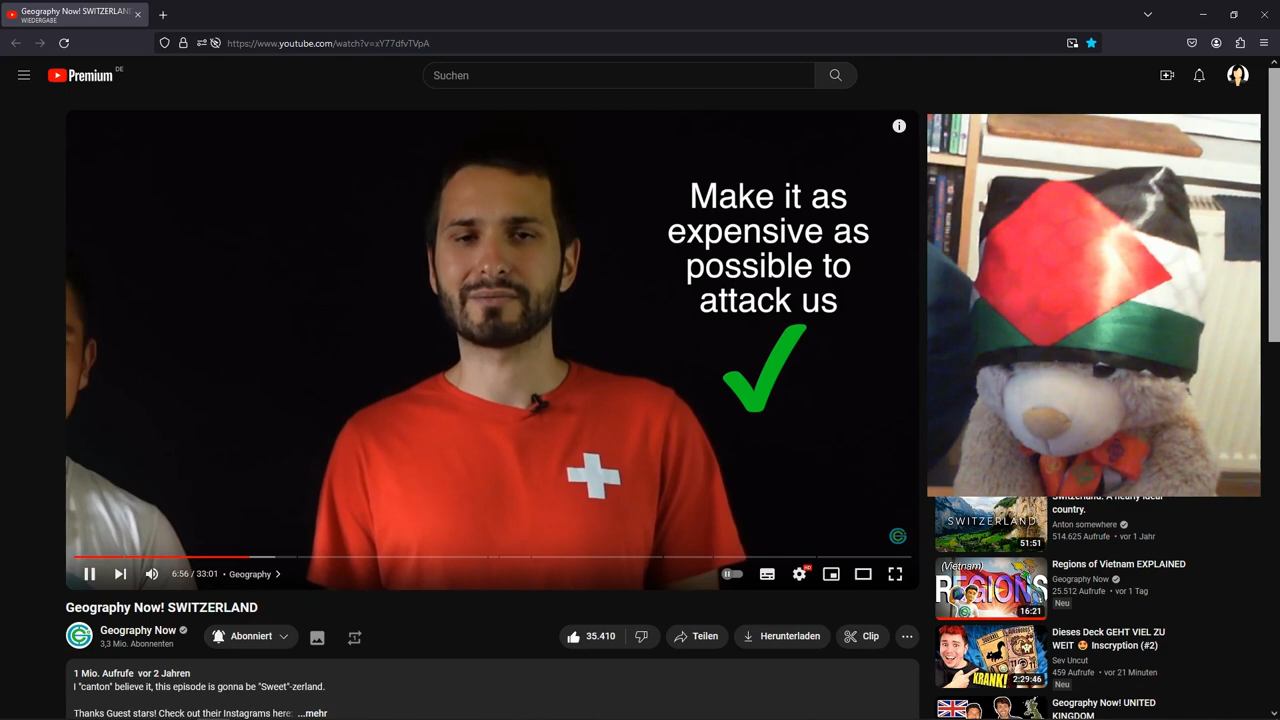 Geography Now! SWITZERLAND
WIEDERGABE
https://www.youtube.com/watch?v=xY77dfvTVpA
Premium DE
Suchen
Make it as
expensive as
possible to
attack us
6:56 / 33:01 • Geography
HD
Geography Now! SWITZERLAND
Geography Now
3,3 Mio. Abonnenten
Abonniert
35.410
Teilen
Herunterladen
Clip
1 Mio. Aufrufe vor 2 Jahren
I "canton" believe it, this episode is gonna be "Sweet"-zerland.
Thanks Guest stars! Check out their Instagrams here: ...mehr
SWITZERLAND
51:51
Switzerland. A nearly ideal
country.
Anton somewhere
514.625 Aufrufe • vor 1 Jahr
(Vietnam)
REGIONS
16:21
Regions of Vietnam EXPLAINED
Geography Now
25.512 Aufrufe • vor 1 Tag
Neu
SQUIRREL
KRANK!
2:29:46
Dieses Deck GEHT VIEL ZU
WEIT 🤩 Inscryption (#2)
Sev Uncut
459 Aufrufe • vor 21 Minuten
Neu
Geography Now! UNITED
KINGDOM